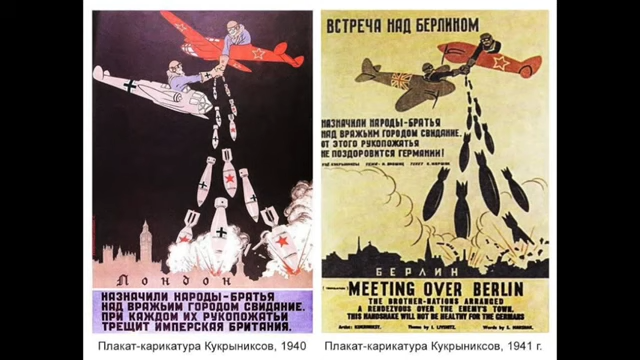 Лондон
НАЗНАЧИЛИ НАРОДЫ-БРАТЬЯ
НАД ВРАЖЬИМ ГОРОДОМ СВИДАНИЕ.
ПРИ КАЖДОМ ИХ РУКОПОЖАТЬИ
ТРЕЩИТ ИМПЕРСКАЯ БРИТАНИЯ.
Плакат-карикатура Кукрыниксов, 1940
ВСТРЕЧА НАД БЕРЛИНОМ
НАЗНАЧИЛИ НАРОДЫ-БРАТЬЯ
НАД ВРАЖЬИМ ГОРОДОМ СВИДАНИЕ.
ОТ ЭТОГО РУКОПОЖАТЬЯ
НЕ ПОЗДОРОВИТСЯ ГЕРМАНИИ!
БЕРЛИН
MEETING OVER BERLIN
THE BROTHER-NATIONS ARRANGED
A RENDEZVOUS OVER THE ENEMY'S TOWN,
THIS HANDSHAKE WILL NOT BE HEALTHY FOR THE GERMANS
Плакат-карикатура Кукрыниксов, 1941 г.